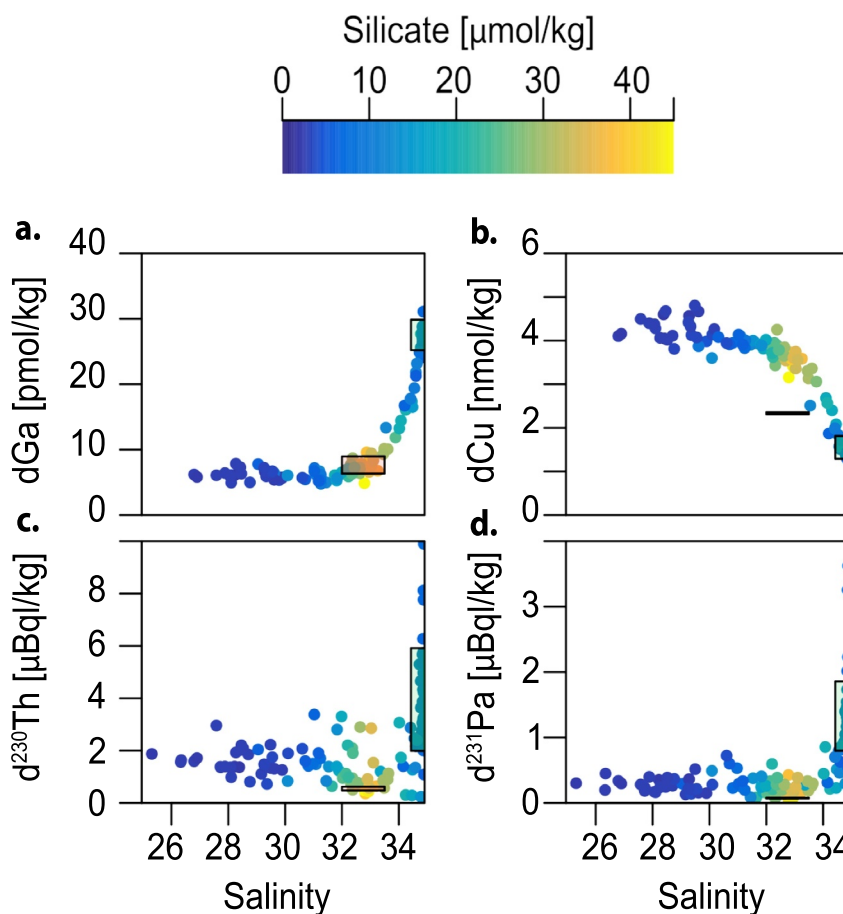 Silicate [µmol/kg]
0 10 20 30 40
a.
dGa [pmol/kg]
40
30
20
10
0
b.
dCu [nmol/kg]
6
4
2
0
c.
d²³⁰Th [µBql/kg]
8
6
4
2
0
26 28 30 32 34
Salinity
d.
d²³¹Pa [µBql/kg]
3
2
1
0
26 28 30 32 34
Salinity